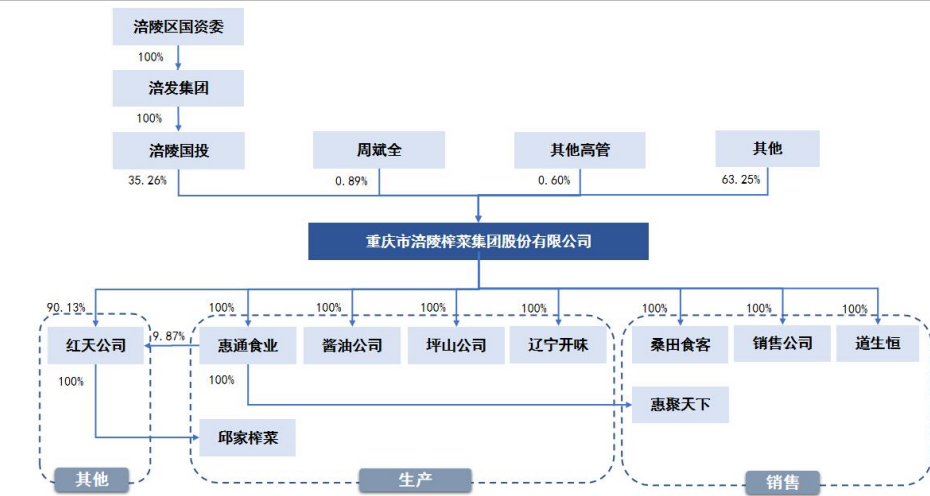 涪陵区国资委
100%
涪发集团
100%
涪陵国投
周斌全
其他高管
其他
35.26%
0.89%
0.60%
63.25%
重庆市涪陵榨菜集团股份有限公司
90.13%
100%
100%
100%
100%
100%
100%
100%
红天公司
9.87%
惠通食业
酱油公司
坪山公司
辽宁开味
桑田食客
销售公司
道生恒
100%
100%
惠聚天下
邱家榨菜
其他
生产
销售